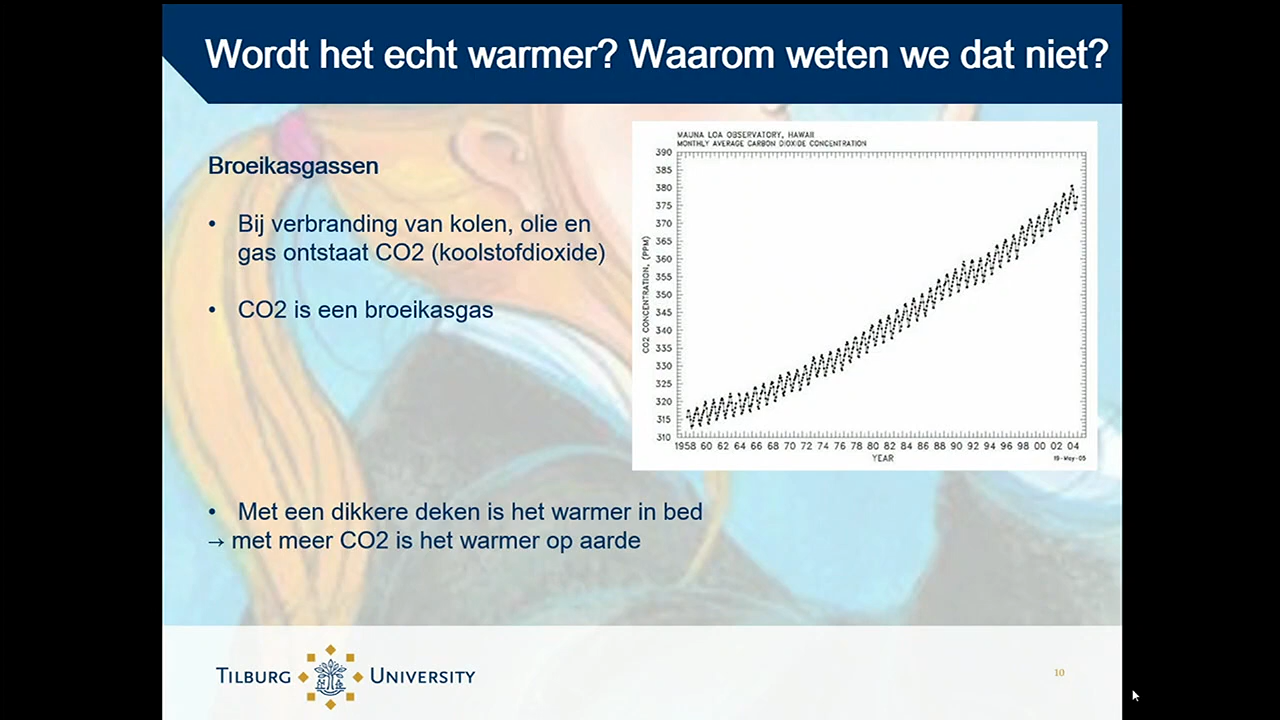 Wordt het echt warmer? Waarom weten we dat niet?
Broeikasgassen
• Bij verbranding van kolen, olie en
gas ontstaat CO2 (koolstofdioxide)
• CO2 is een broeikasgas
MAUNA LOA OBSERVATORY, HAWAII
MONTHLY AVERAGE CARBON DIOXIDE CONCENTRATION
CO2 CONCENTRATION, (PPM)
390
385
380
375
370
365
360
355
350
345
340
335
330
325
320
315
310
1958 60 62 64 66 68 70 72 74 76 78 80 82 84 86 88 90 92 94 96 98 00 02 04
YEAR
19-May-05
• Met een dikkere deken is het warmer in bed
→ met meer CO2 is het warmer op aarde
TILBURG UNIVERSITY
10